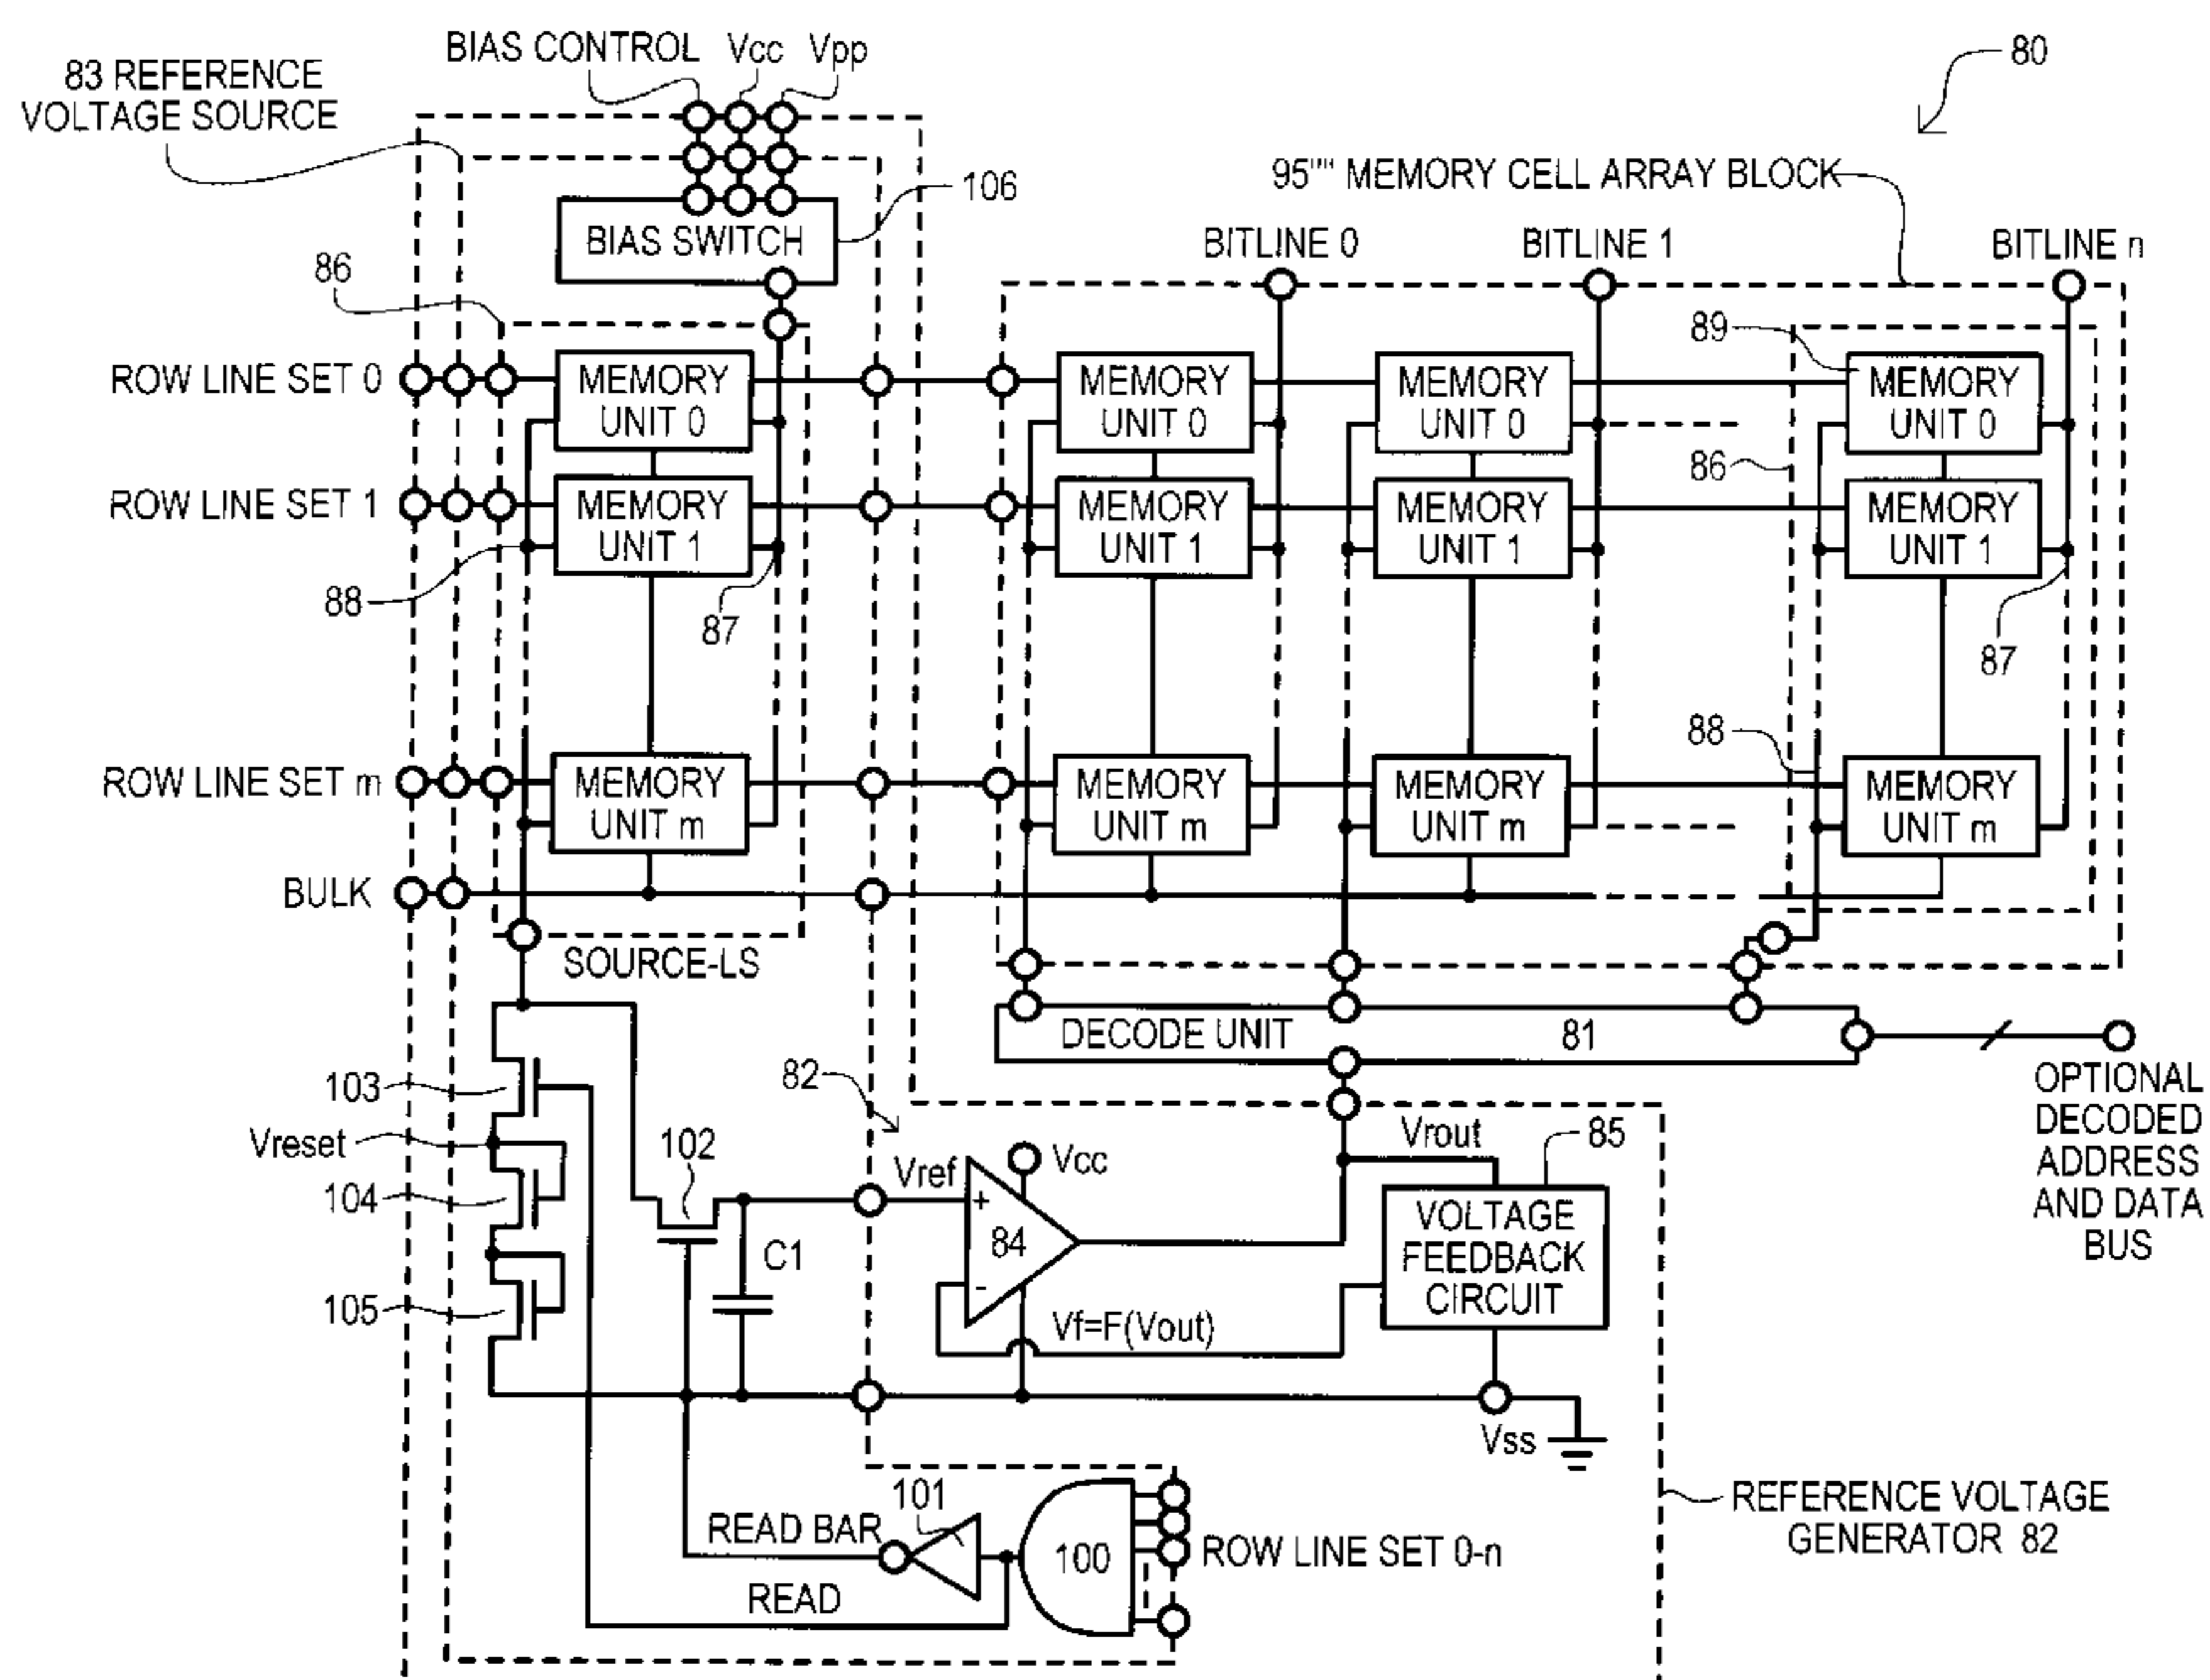 BIAS CONTROL Vcc Vpp
83 REFERENCE
VOLTAGE SOURCE
80
95"" MEMORY CELL ARRAY BLOCK
106
BIAS SWITCH
BITLINE 0 BITLINE 1 BITLINE n
86
89
ROW LINE SET 0
MEMORY
UNIT 0
MEMORY
UNIT 0
MEMORY
UNIT 0
MEMORY
UNIT 0
86
ROW LINE SET 1
MEMORY
UNIT 1
MEMORY
UNIT 1
MEMORY
UNIT 1
MEMORY
UNIT 1
88
87
87
88
ROW LINE SET m
MEMORY
UNIT m
MEMORY
UNIT m
MEMORY
UNIT m
MEMORY
UNIT m
BULK
SOURCE-LS
DECODE UNIT 81
OPTIONAL
DECODED
ADDRESS
AND DATA
BUS
103
82
Vreset
102
Vref
+
Vcc
Vrout
85
104
84
C1
VOLTAGE
FEEDBACK
CIRCUIT
105
-
Vf=F(Vout)
Vss
101
READ BAR
100
ROW LINE SET 0-n
READ
REFERENCE VOLTAGE
GENERATOR 82